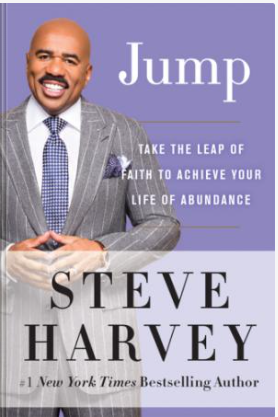 Jump
TAKE THE LEAP OF
FAITH TO ACHIEVE YOUR
LIFE OF ABUNDANCE
STEVE
HARVEY
#1 New York Times Bestselling Author